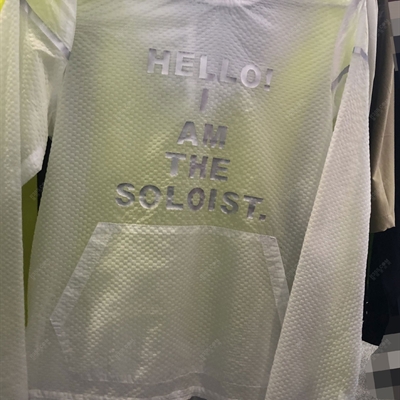 HELLO!
I
AM
THE
SOLOIST.